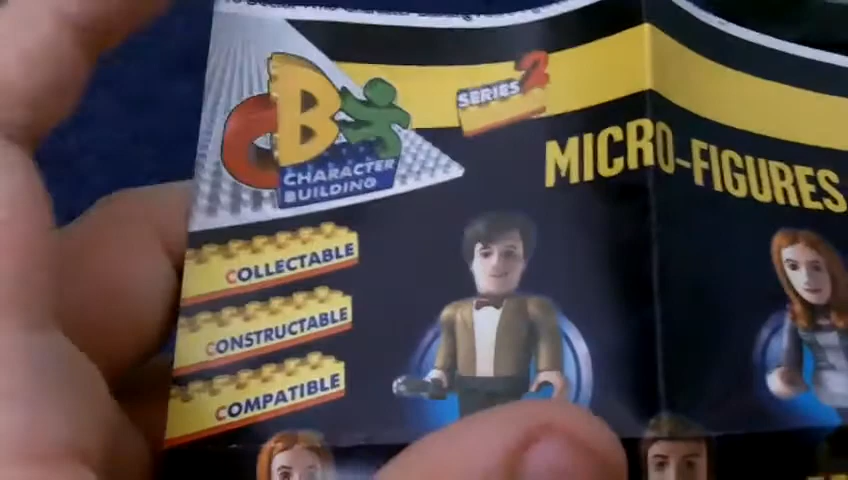 CB
CHARACTER
BUILDING
SERIES 2
MICRO-FIGURES
COLLECTABLE
CONSTRUCTABLE
COMPATIBLE